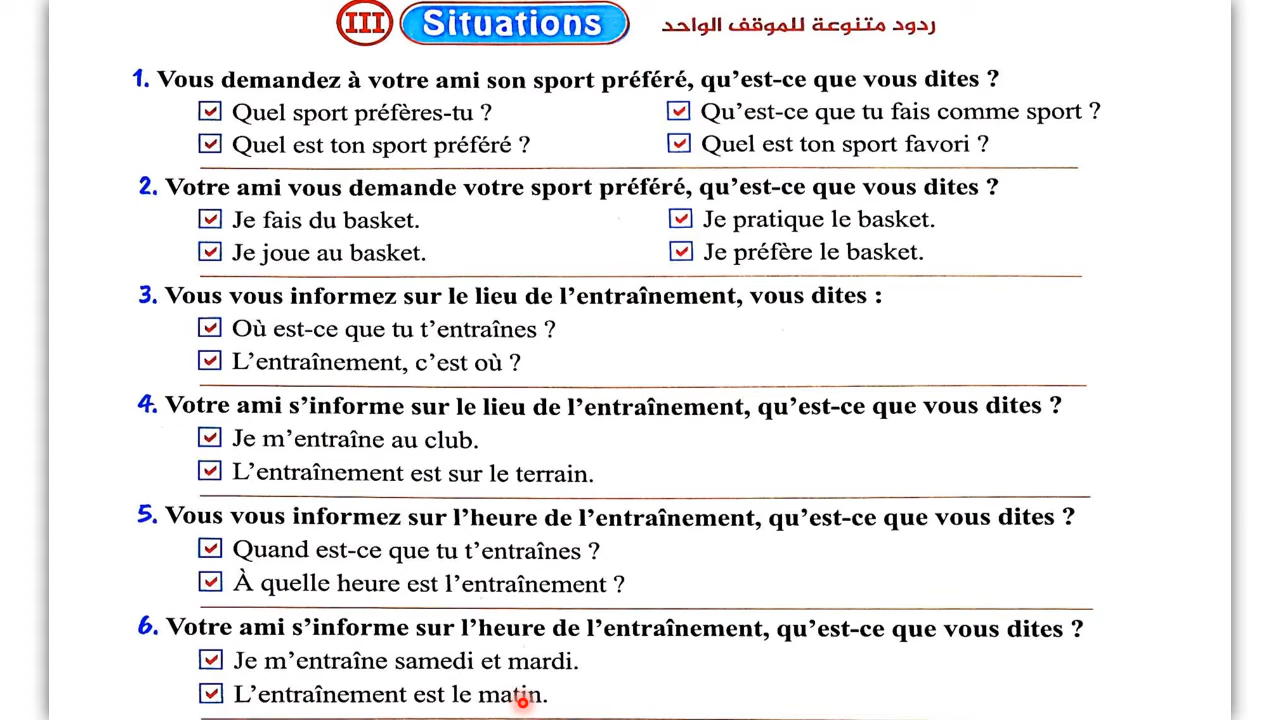 III Situations ردود متنوعة للموقف الواحد
1. Vous demandez à votre ami son sport préféré, qu'est-ce que vous dites ?
Quel sport préfères-tu ? Qu'est-ce que tu fais comme sport ?
Quel est ton sport préféré ? Quel est ton sport favori ?
2. Votre ami vous demande votre sport préféré, qu'est-ce que vous dites ?
Je fais du basket. Je pratique le basket.
Je joue au basket. Je préfère le basket.
3. Vous vous informez sur le lieu de l'entraînement, vous dites :
Où est-ce que tu t'entraînes ?
L'entraînement, c'est où ?
4. Votre ami s'informe sur le lieu de l'entraînement, qu'est-ce que vous dites ?
Je m'entraîne au club.
L'entraînement est sur le terrain.
5. Vous vous informez sur l'heure de l'entraînement, qu'est-ce que vous dites ?
Quand est-ce que tu t'entraînes ?
À quelle heure est l'entraînement ?
6. Votre ami s'informe sur l'heure de l'entraînement, qu'est-ce que vous dites ?
Je m'entraîne samedi et mardi.
L'entraînement est le matin.